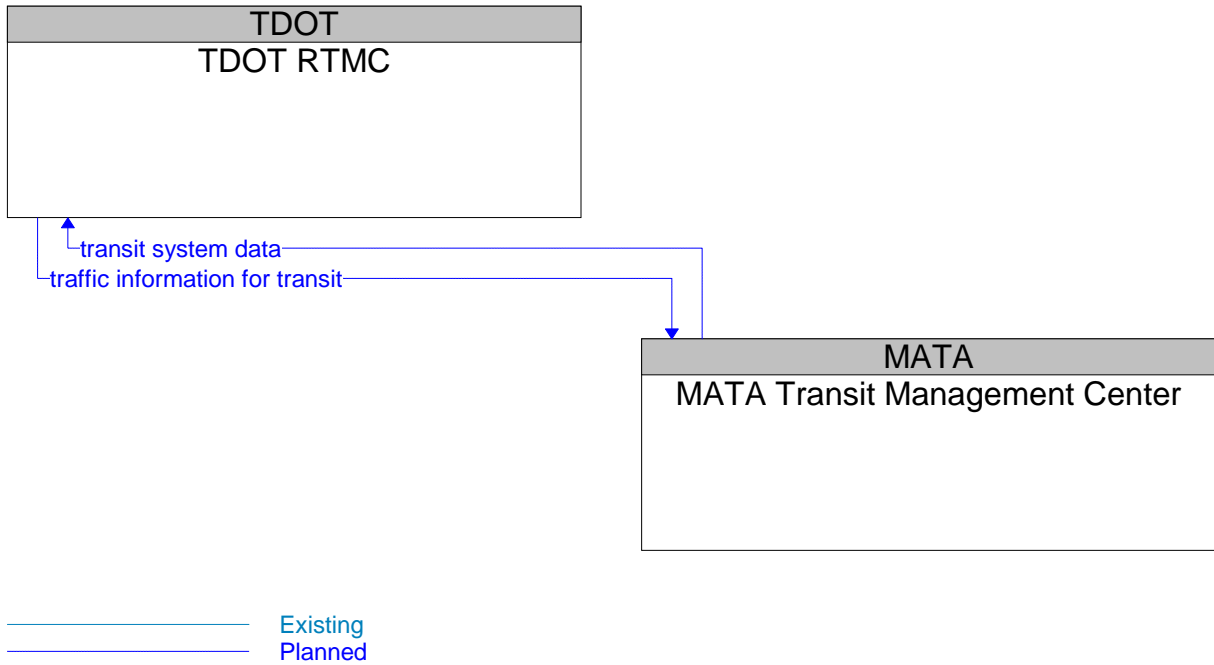 TDOT
TDOT RTMC
transit system data
traffic information for transit
MATA
MATA Transit Management Center
Existing
Planned